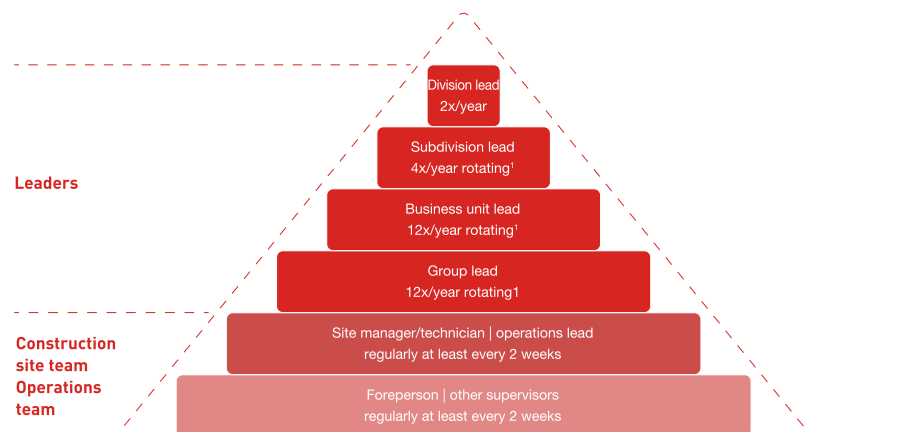 Division lead
2x/year
Subdivision lead
4x/year rotating¹
Leaders
Business unit lead
12x/year rotating¹
Group lead
12x/year rotating1
Construction
site team
Operations
team
Site manager/technician | operations lead
regularly at least every 2 weeks
Foreperson | other supervisors
regularly at least every 2 weeks